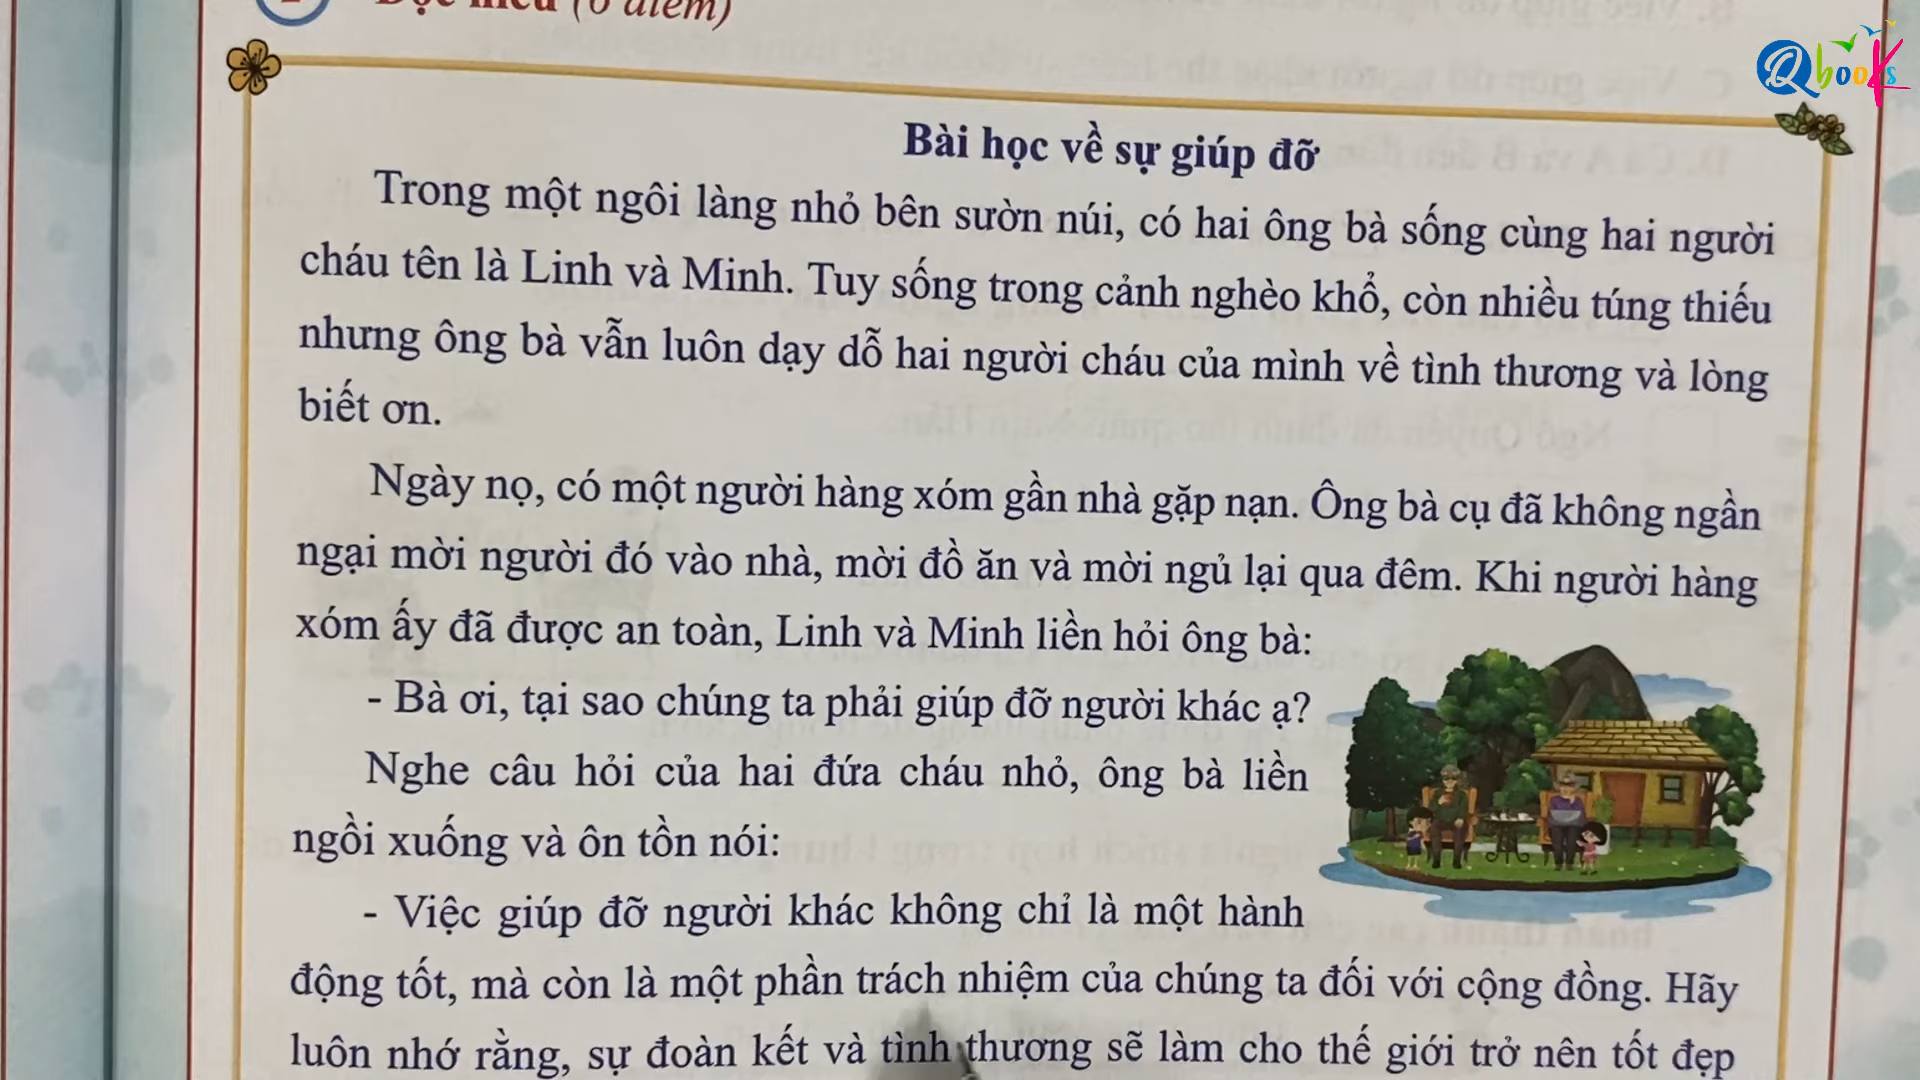 Đọc hiểu (6 điểm)
Qbooks
Bài học về sự giúp đỡ
Trong một ngôi làng nhỏ bên sườn núi, có hai ông bà sống cùng hai người
cháu tên là Linh và Minh. Tuy sống trong cảnh nghèo khổ, còn nhiều túng thiếu
nhưng ông bà vẫn luôn dạy dỗ hai người cháu của mình về tình thương và lòng
biết ơn.
Ngày nọ, có một người hàng xóm gần nhà gặp nạn. Ông bà cụ đã không ngần
ngại mời người đó vào nhà, mời đồ ăn và mời ngủ lại qua đêm. Khi người hàng
xóm ấy đã được an toàn, Linh và Minh liền hỏi ông bà:
- Bà ơi, tại sao chúng ta phải giúp đỡ người khác ạ?
Nghe câu hỏi của hai đứa cháu nhỏ, ông bà liền
ngồi xuống và ôn tồn nói:
- Việc giúp đỡ người khác không chỉ là một hành
động tốt, mà còn là một phần trách nhiệm của chúng ta đối với cộng đồng. Hãy
luôn nhớ rằng, sự đoàn kết và tình thương sẽ làm cho thế giới trở nên tốt đẹp